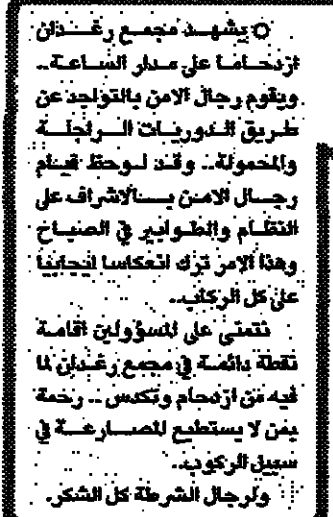 ○ يشهد مجمع رغدان
ازدحاما على مدار الساعة..
ويقوم رجال الامن بالتواجد عن
طريق الدوريات الراجلة
والمحمولة.. وقد لوحظ قيام
رجال الامن بالاشراف على
النظام والطوابير في الصباح
وهذا الامر ترك انعكاسا ايجابيا
على كل الركاب..
نتمنى على المسؤولين اقامة
نقطة دائمة في مجمع رغدان لما
فيه من ازدحام وتكدس .. رحمة
بمن لا يستطيع المصارعة في
سبيل الركوب..
ولرجال الشرطة كل الشكر.